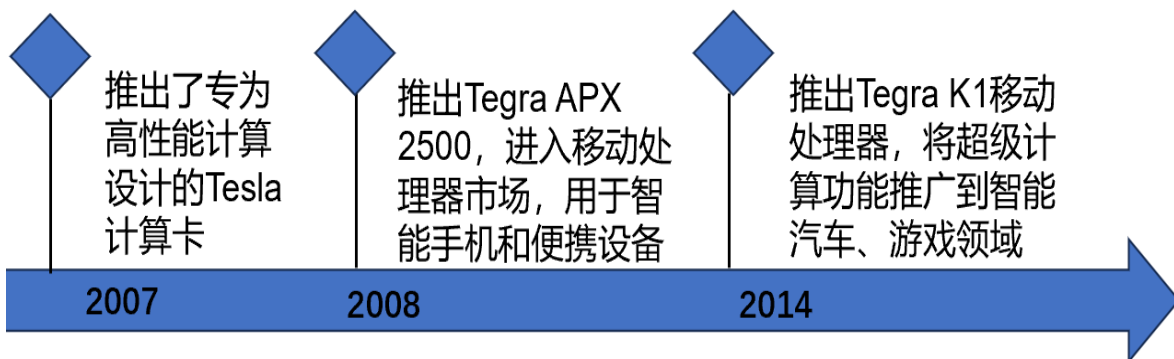 推出了专为
高性能计算
设计的Tesla
计算卡
推出Tegra APX
2500，进入移动处
理器市场，用于智
能手机和便携设备
推出Tegra K1移动
处理器，将超级计
算功能推广到智能
汽车、游戏领域
2007
2008
2014